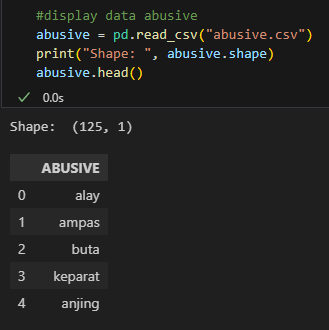 #display data abusive
abusive = pd.read_csv("abusive.csv")
print("Shape: ", abusive.shape)
abusive.head()
0.0s
Shape:  (125, 1)
ABUSIVE
0 alay
1 ampas
2 buta
3 keparat
4 anjing